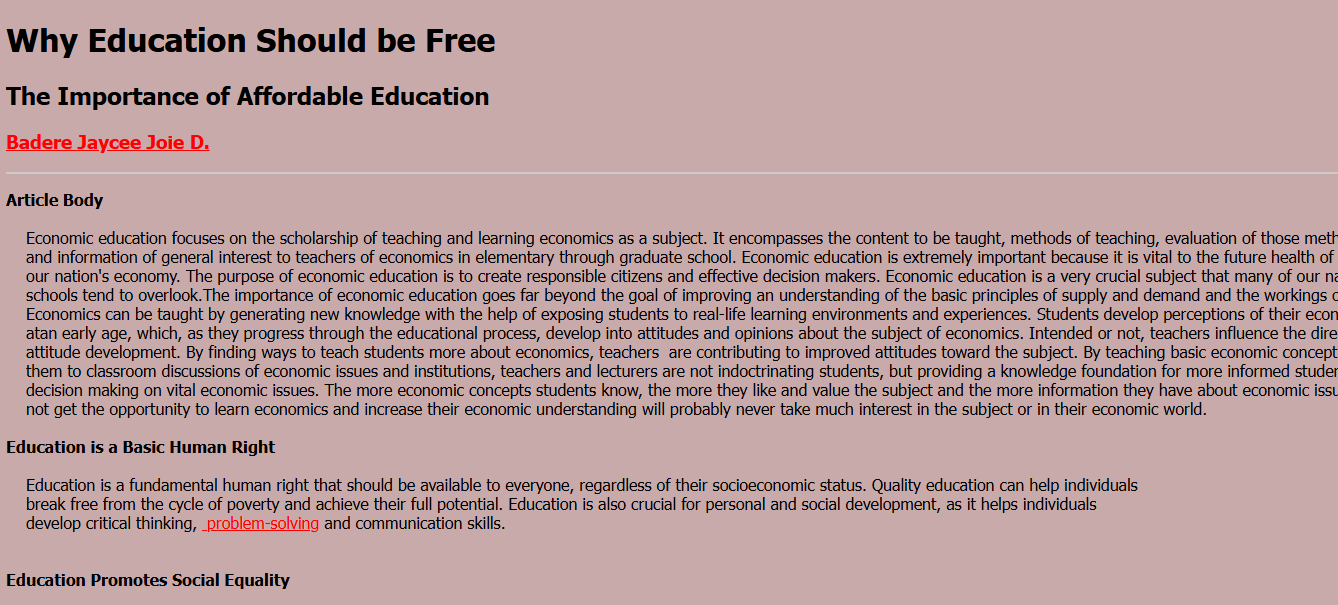 Why Education Should be Free
The Importance of Affordable Education
Badere Jaycee Joie D.
Article Body
Economic education focuses on the scholarship of teaching and learning economics as a subject. It encompasses the content to be taught, methods of teaching, evaluation of those
and information of general interest to teachers of economics in elementary through graduate school. Economic education is extremely important because it is vital to the future health of
our nation's economy. The purpose of economic education is to create responsible citizens and effective decision makers. Economic education is a very crucial subject that many of our
schools tend to overlook.The importance of economic education goes far beyond the goal of improving an understanding of the basic principles of supply and demand and the workings
Economics can be taught by generating new knowledge with the help of exposing students to real-life learning environments and experiences. Students develop perceptions of their
atan early age, which, as they progress through the educational process, develop into attitudes and opinions about the subject of economics. Intended or not, teachers influence the
attitude development. By finding ways to teach students more about economics, teachers are contributing to improved attitudes toward the subject. By teaching basic economic
them to classroom discussions of economic issues and institutions, teachers and lecturers are not indoctrinating students, but providing a knowledge foundation for more informed
decision making on vital economic issues. The more economic concepts students know, the more they like and value the subject and the more information they have about economic
not get the opportunity to learn economics and increase their economic understanding will probably never take much interest in the subject or in their economic world.
Education is a Basic Human Right
Education is a fundamental human right that should be available to everyone, regardless of their socioeconomic status. Quality education can help individuals
break free from the cycle of poverty and achieve their full potential. Education is also crucial for personal and social development, as it helps individuals
develop critical thinking, problem-solving and communication skills.
Education Promotes Social Equality